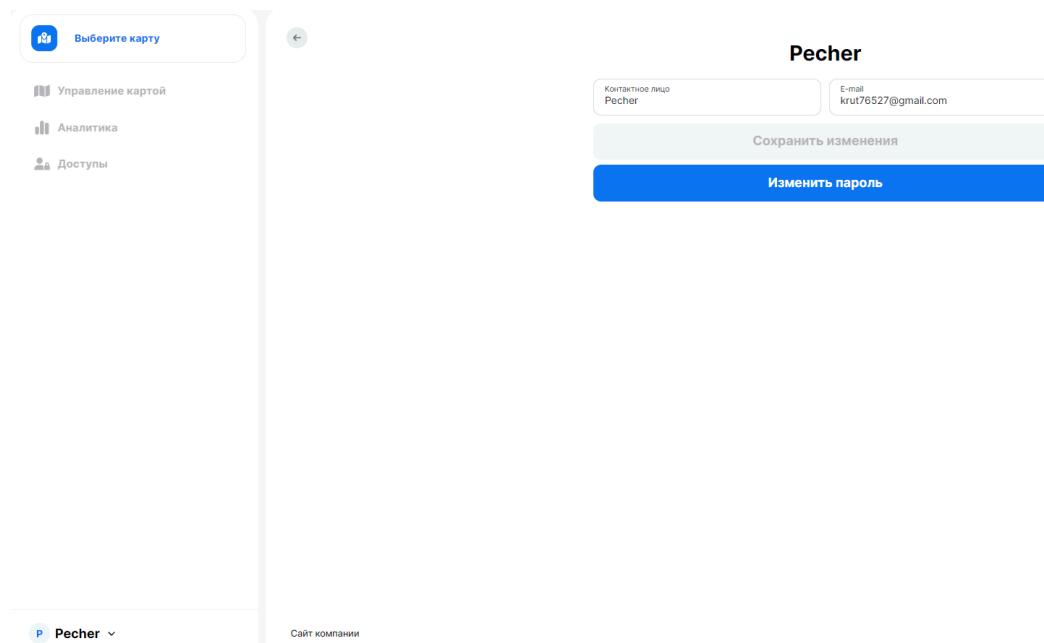 Выберите карту
Управление картой
Аналитика
Доступы
P Pecher
Pecher
Контактное лицо
Pecher
E-mail
krut76527@gmail.com
Сохранить изменения
Изменить пароль
Сайт компании